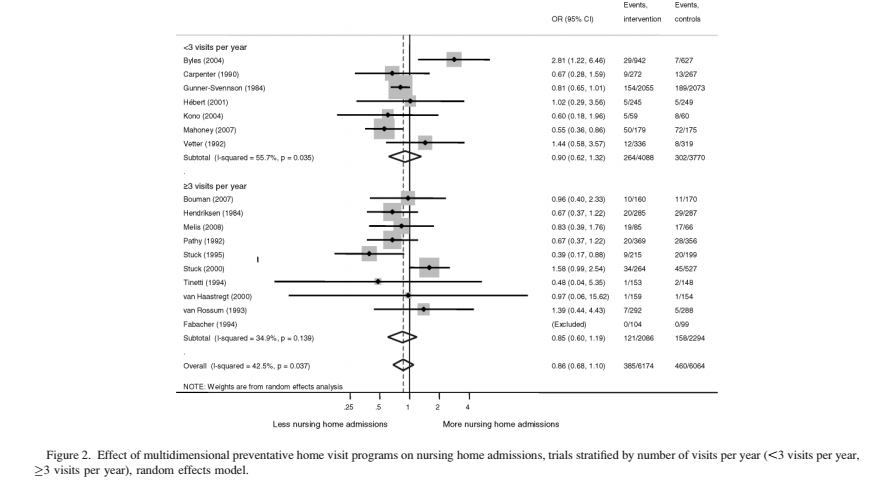 Events, Events,
OR (95% CI) intervention controls
<3 visits per year
Byles (2004) 2.81 (1.22, 6.46) 29/942 7/627
Carpenter (1990) 0.67 (0.28, 1.59) 9/272 13/267
Gunner-Svennson (1984) 0.81 (0.65, 1.01) 154/2055 189/2073
Hébert (2001) 1.02 (0.29, 3.56) 5/245 5/249
Kono (2004) 0.60 (0.18, 1.96) 5/59 8/60
Mahoney (2007) 0.55 (0.36, 0.86) 50/179 72/175
Vetter (1992) 1.44 (0.58, 3.57) 12/336 8/319
Subtotal (I-squared = 55.7%, p = 0.035) 0.90 (0.62, 1.32) 264/4088 302/3770
.
≥3 visits per year
Bouman (2007) 0.96 (0.40, 2.33) 10/160 11/170
Hendriksen (1984) 0.67 (0.37, 1.22) 20/285 29/287
Melis (2008) 0.83 (0.39, 1.76) 19/85 17/66
Pathy (1992) 0.67 (0.37, 1.22) 20/369 28/356
Stuck (1995) 0.39 (0.17, 0.88) 9/215 20/199
Stuck (2000) 1.58 (0.99, 2.54) 34/264 45/527
Tinetti (1994) 0.48 (0.04, 5.35) 1/153 2/148
van Haastregt (2000) 0.97 (0.06, 15.62) 1/159 1/154
van Rossum (1993) 1.39 (0.44, 4.43) 7/292 5/288
Fabacher (1994) (Excluded) 0/104 0/99
Subtotal (I-squared = 34.9%, p = 0.139) 0.85 (0.60, 1.19) 121/2086 158/2294
.
Overall (I-squared = 42.5%, p = 0.037) 0.86 (0.68, 1.10) 385/6174 460/6064
NOTE: Weights are from random effects analysis
.25 .5 1 2 4
Less nursing home admissions More nursing home admissions
Figure 2. Effect of multidimensional preventative home visit programs on nursing home admissions, trials stratified by number of visits per year (<3 visits per year,
≥3 visits per year), random effects model.